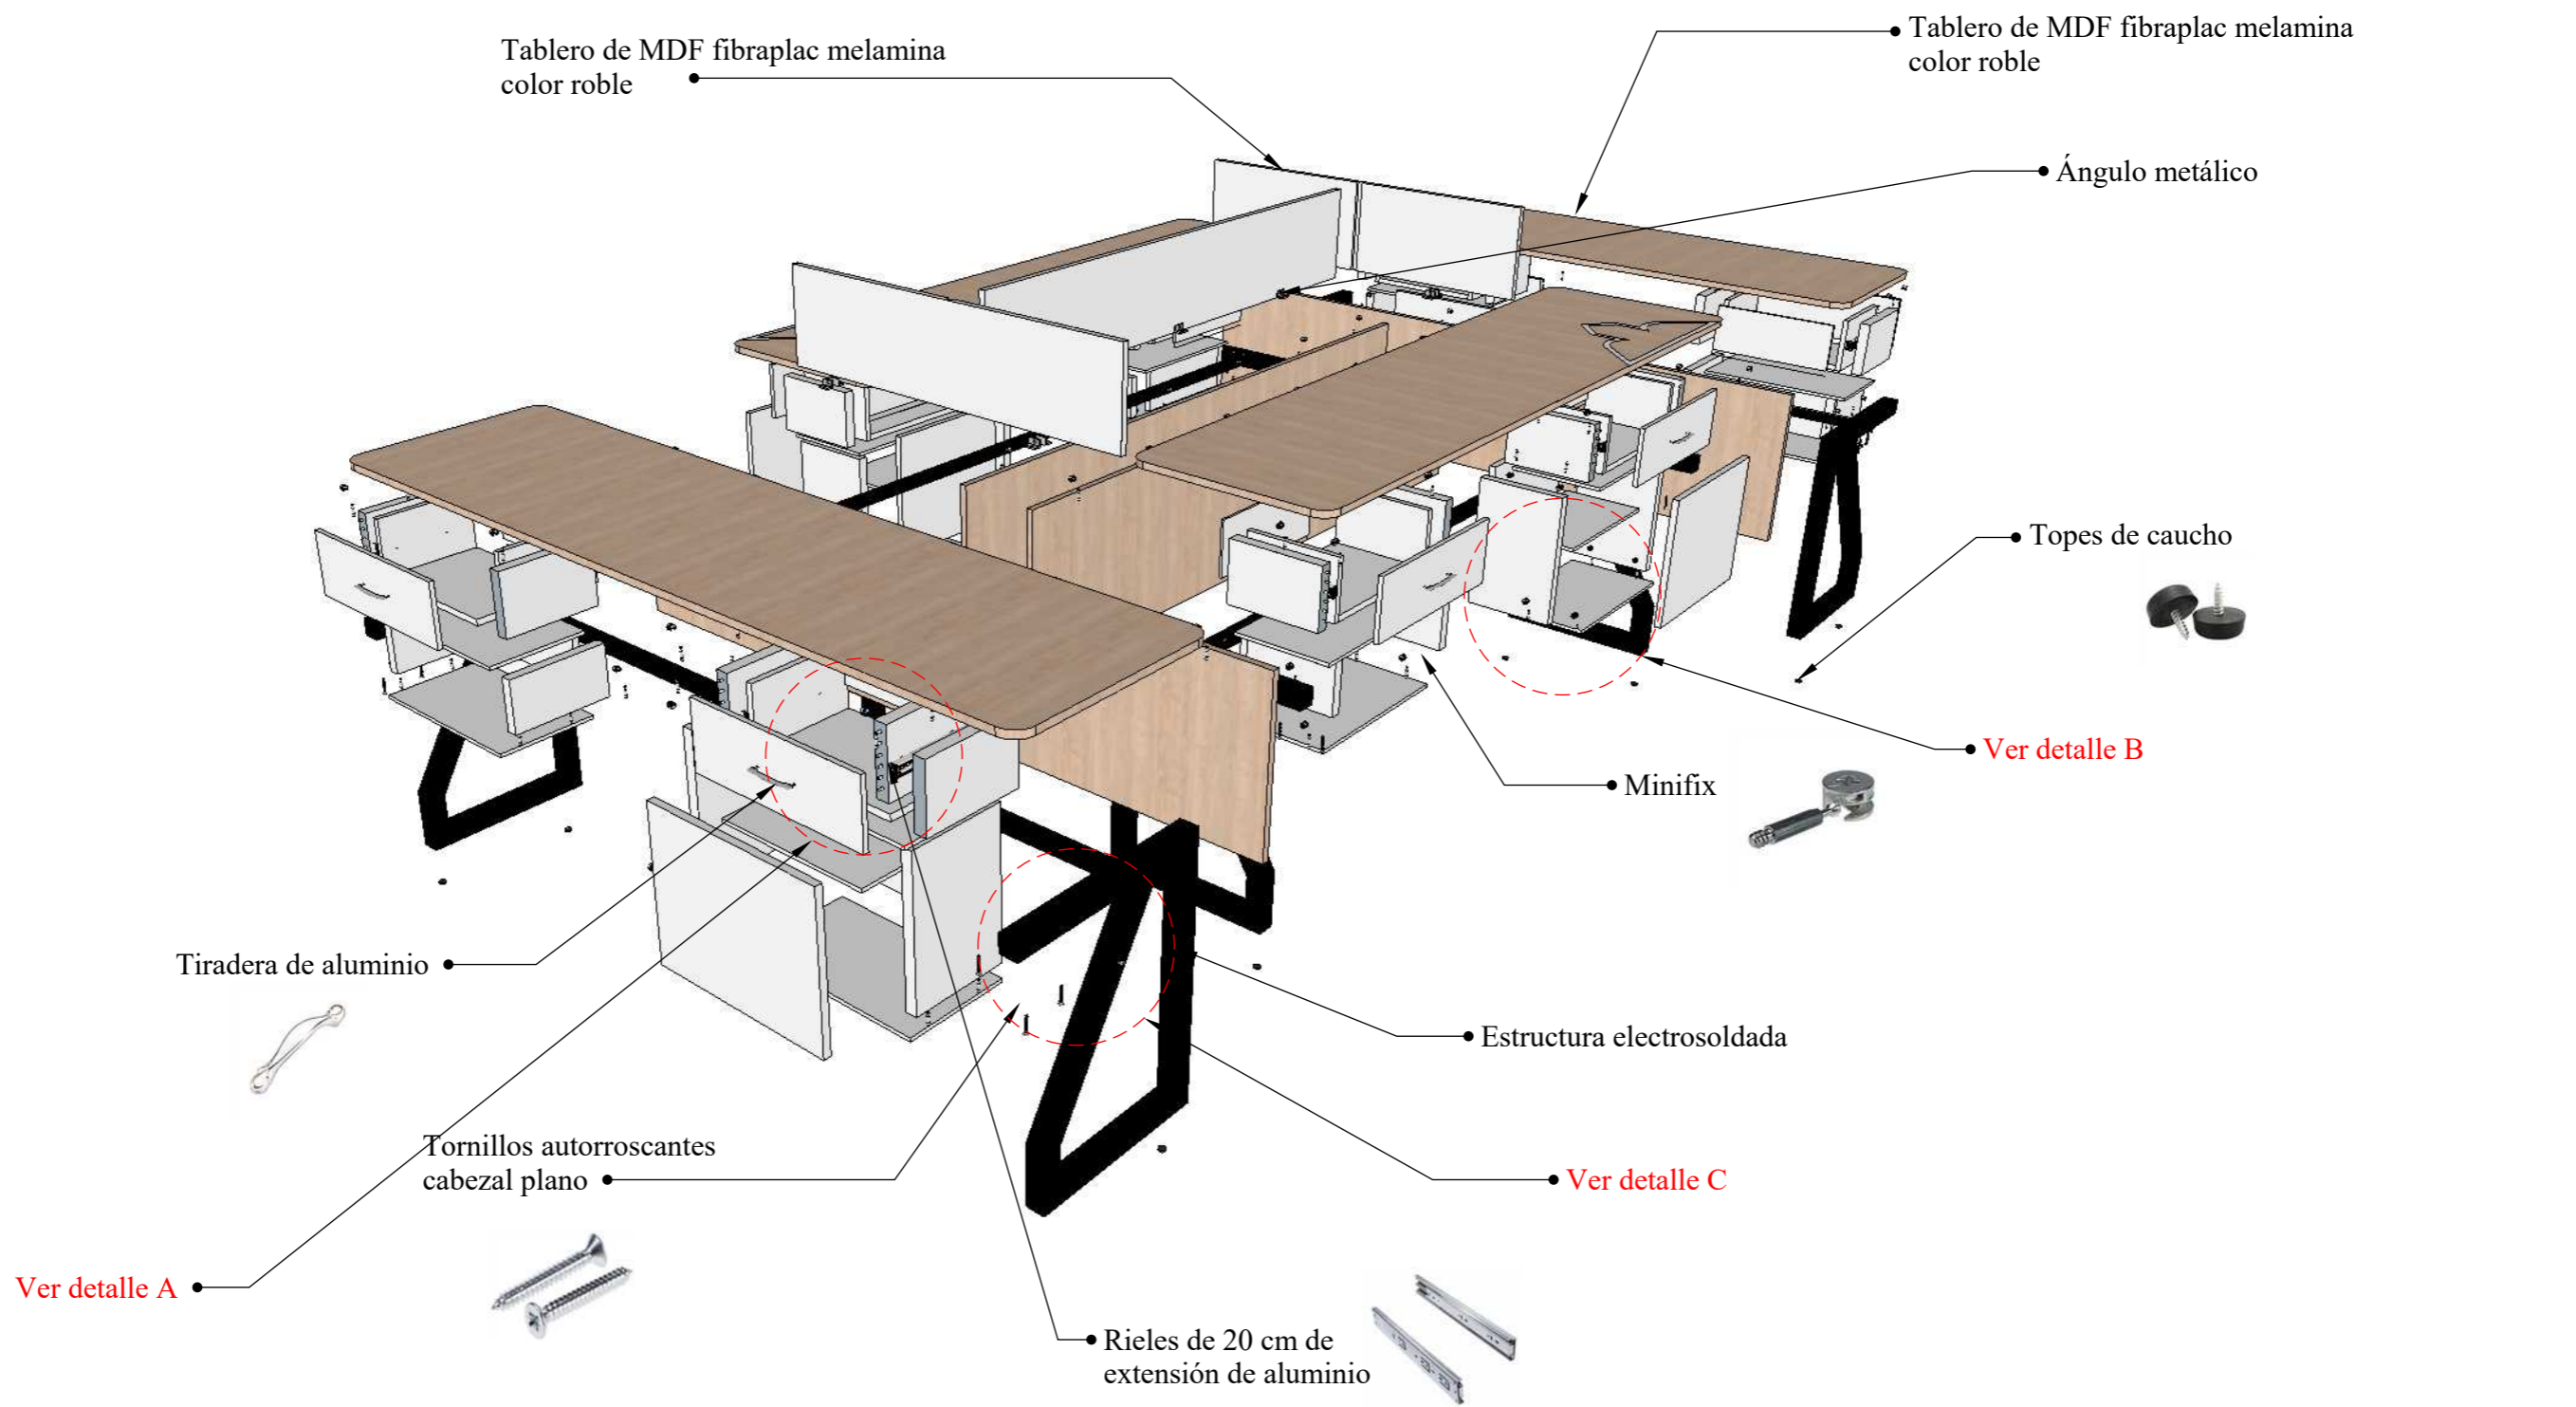 Tablero de MDF fibraplac melamina
color roble
Tablero de MDF fibraplac melamina
color roble
Ángulo metálico
Topes de caucho
Ver detalle B
Minifix
Tiradera de aluminio
Estructura electrosoldada
Tornillos autorroscantes
cabezal plano
Ver detalle C
Ver detalle A
Rieles de 20 cm de
extensión de aluminio